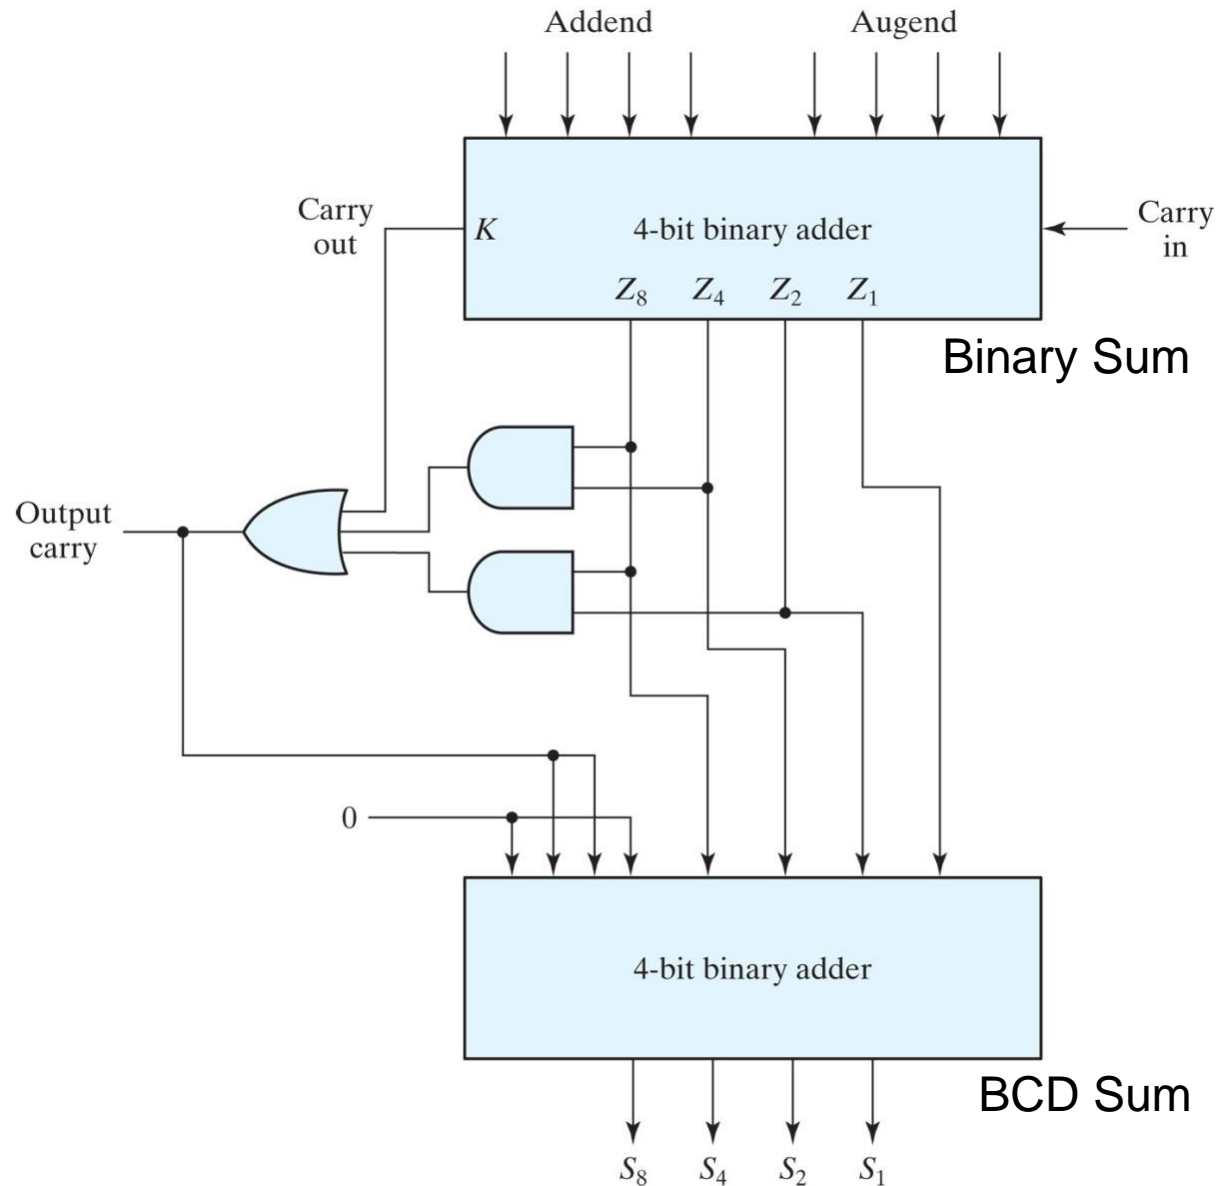 Addend Augend
Carry
out
K 4-bit binary adder
Carry
in
Z₈ Z₄ Z₂ Z₁
Binary Sum
Output
carry
0
4-bit binary adder
BCD Sum
S₈ S₄ S₂ S₁